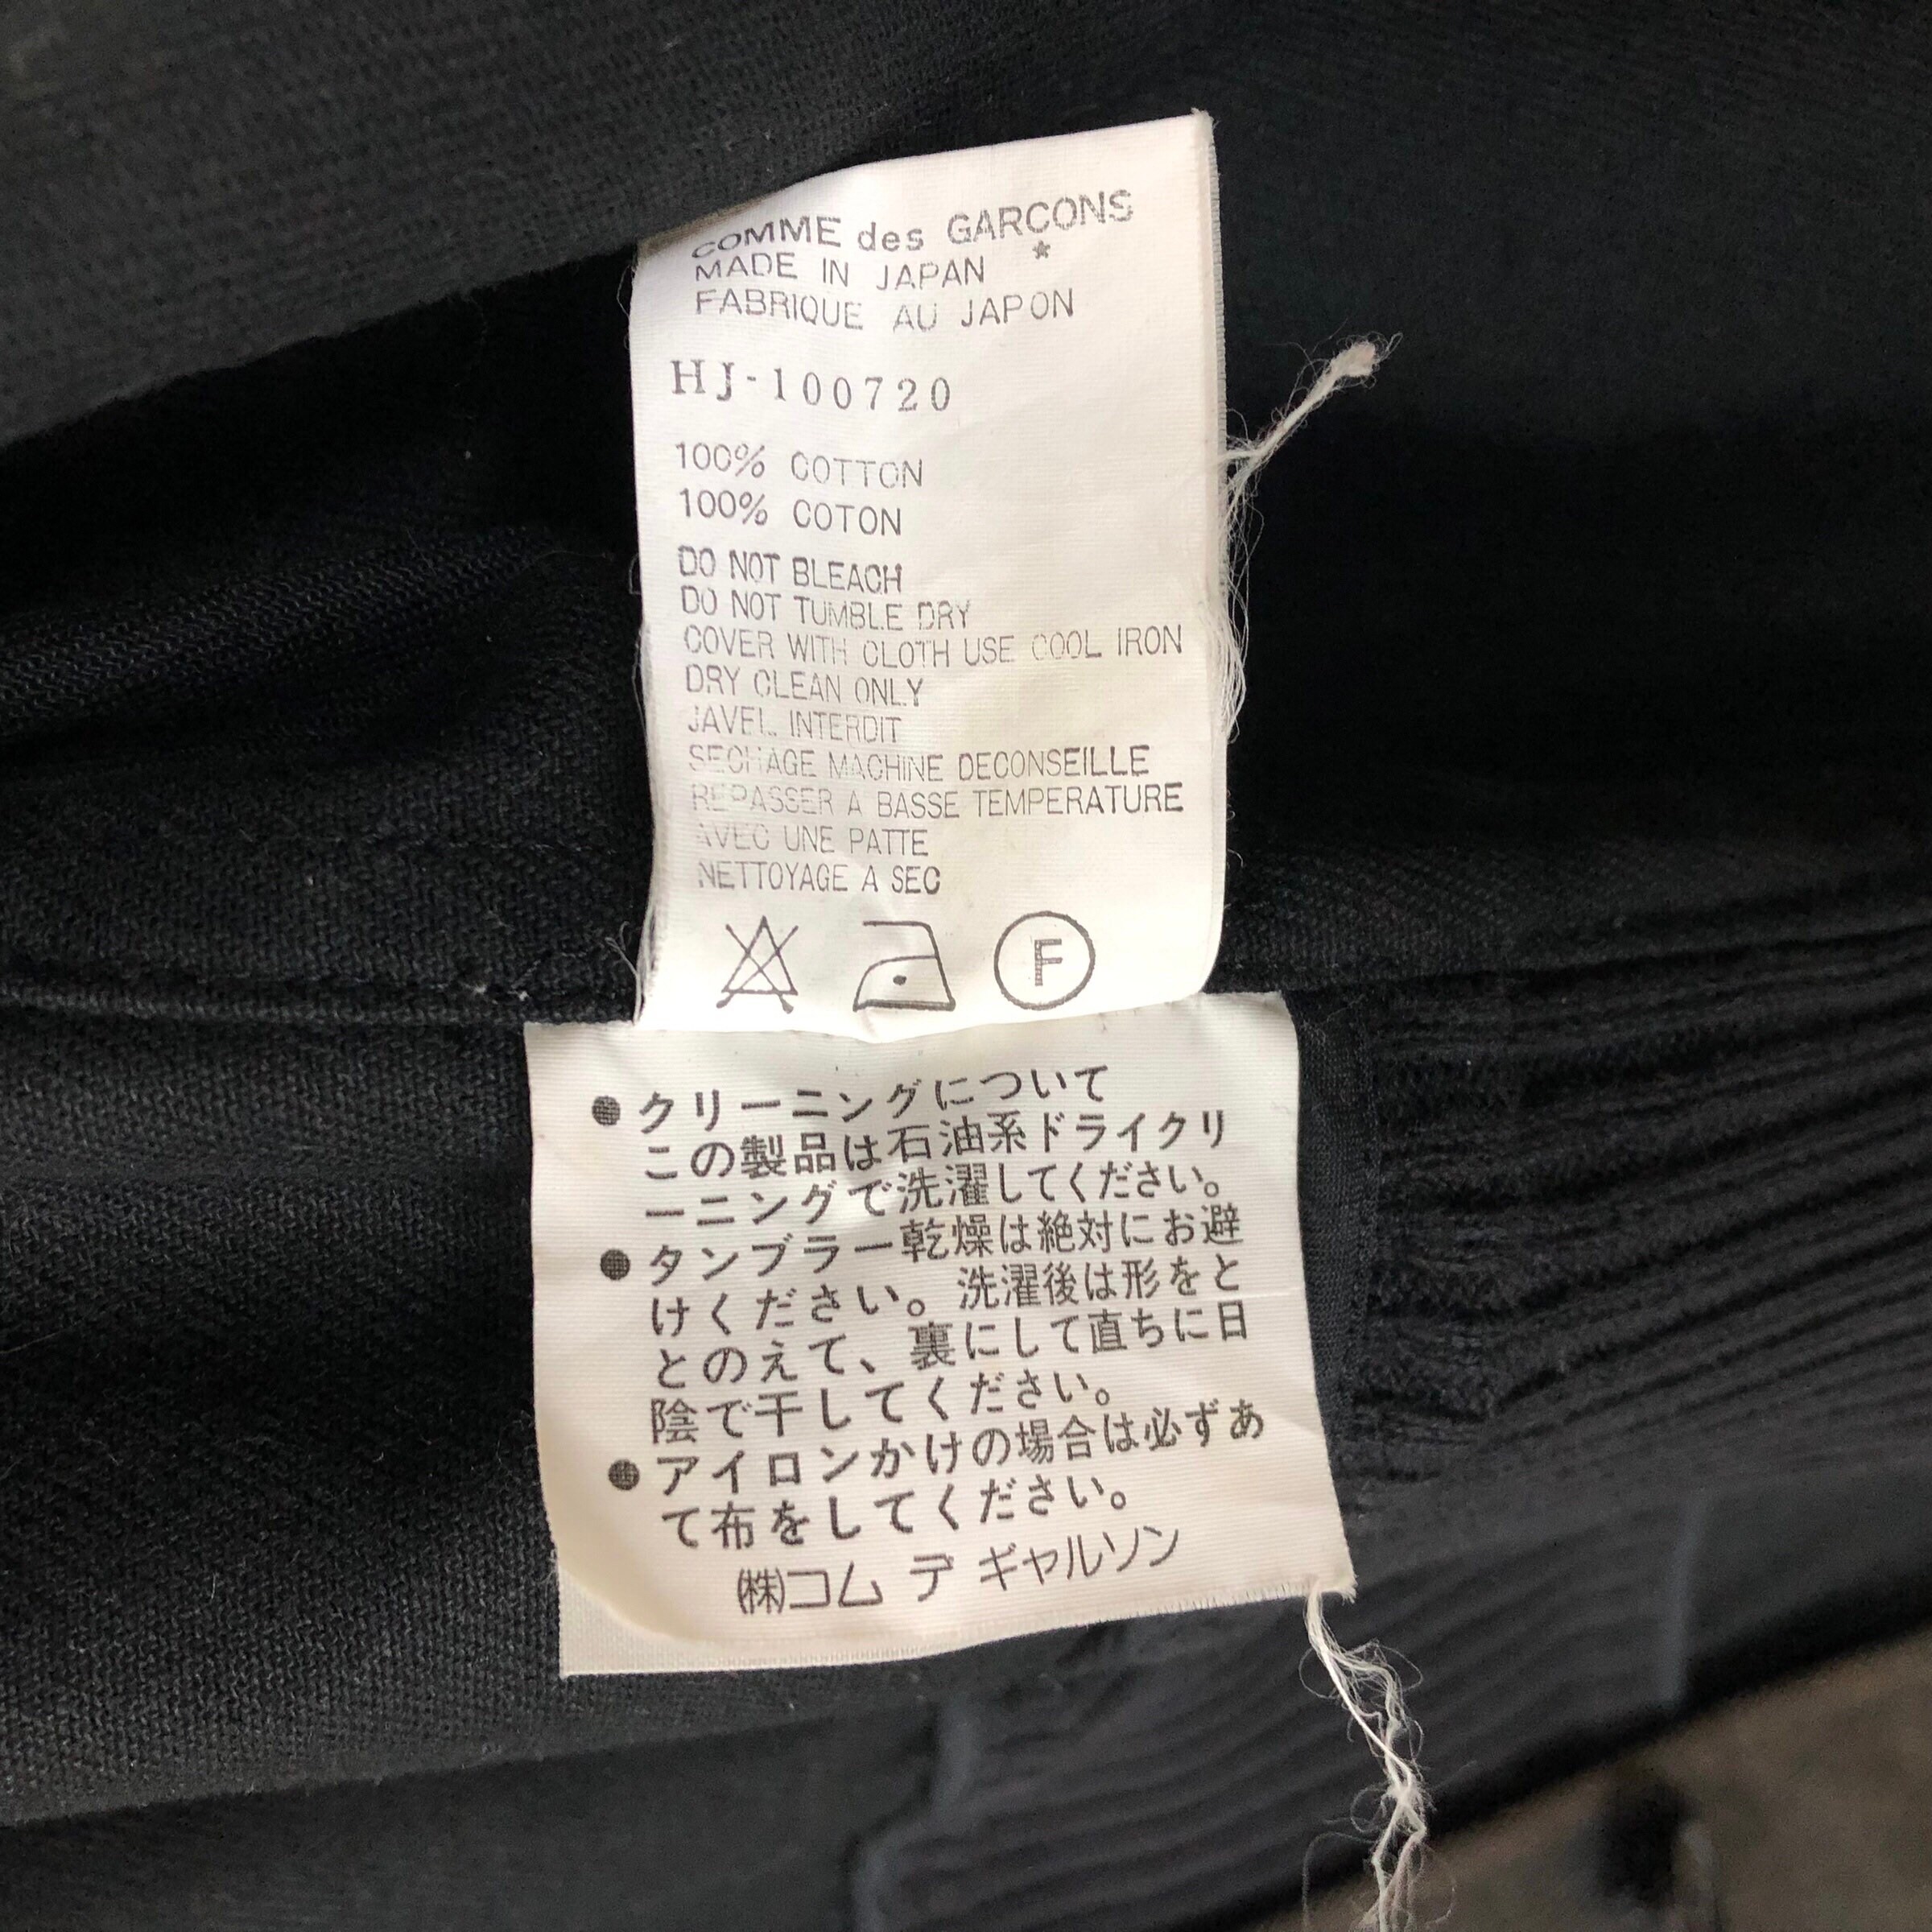 COMME des GARCONS
*
MADE IN JAPAN
FABRIQUE AU JAPON
HJ-100720
100% COTTON
100% COTON
DO NOT BLEACH
DO NOT TUMBLE DRY
COVER WITH CLOTH USE COOL IRON
DRY CLEAN ONLY
JAVEL INTERDIT
SECHAGE MACHINE DECONSEILLE
REPASSER A BASSE TEMPERATURE
AVEC UNE PATTE
NETTOYAGE A SEC
F
●クリーニングについて
この製品は石油系ドライクリ
ーニングで洗濯してください。
●タンブラー乾燥は絶対にお避
けください。洗濯後は形をと
とのえて、裏にして直ちに日
陰で干してください。
●アイロンかけの場合は必ずあ
て布をしてください。
㈱コム デ ギャルソン